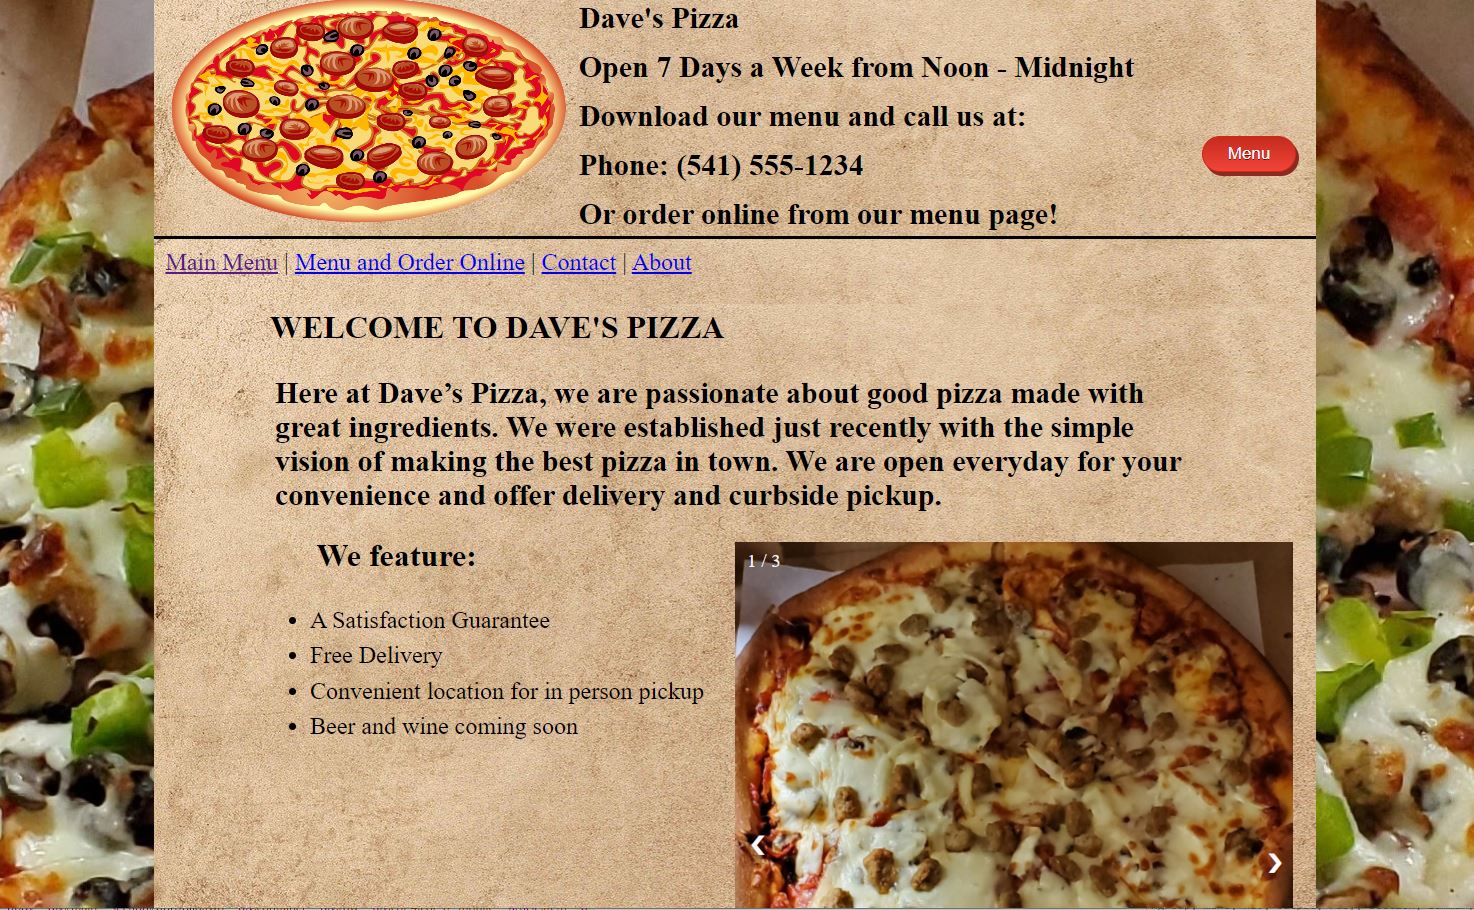 Dave's Pizza
Open 7 Days a Week from Noon - Midnight
Download our menu and call us at:
Phone: (541) 555-1234
Menu
Or order online from our menu page!
Main Menu | Menu and Order Online | Contact | About
WELCOME TO DAVE'S PIZZA
Here at Dave’s Pizza, we are passionate about good pizza made with
great ingredients. We were established just recently with the simple
vision of making the best pizza in town. We are open everyday for your
convenience and offer delivery and curbside pickup.
We feature:
1 / 3
• A Satisfaction Guarantee
• Free Delivery
• Convenient location for in person pickup
• Beer and wine coming soon
❮
❯